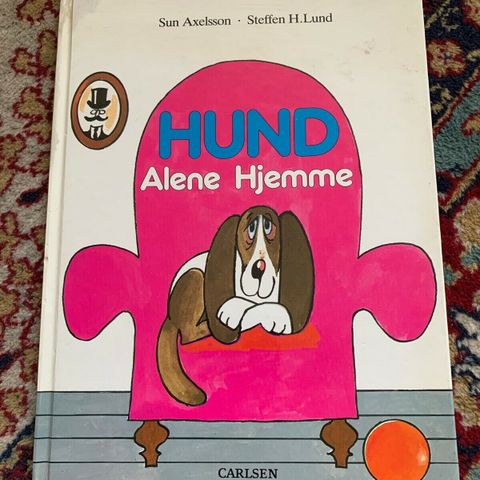 Sun Axelsson · Steffen H. Lund
HUND
Alene Hjemme
CARLSEN